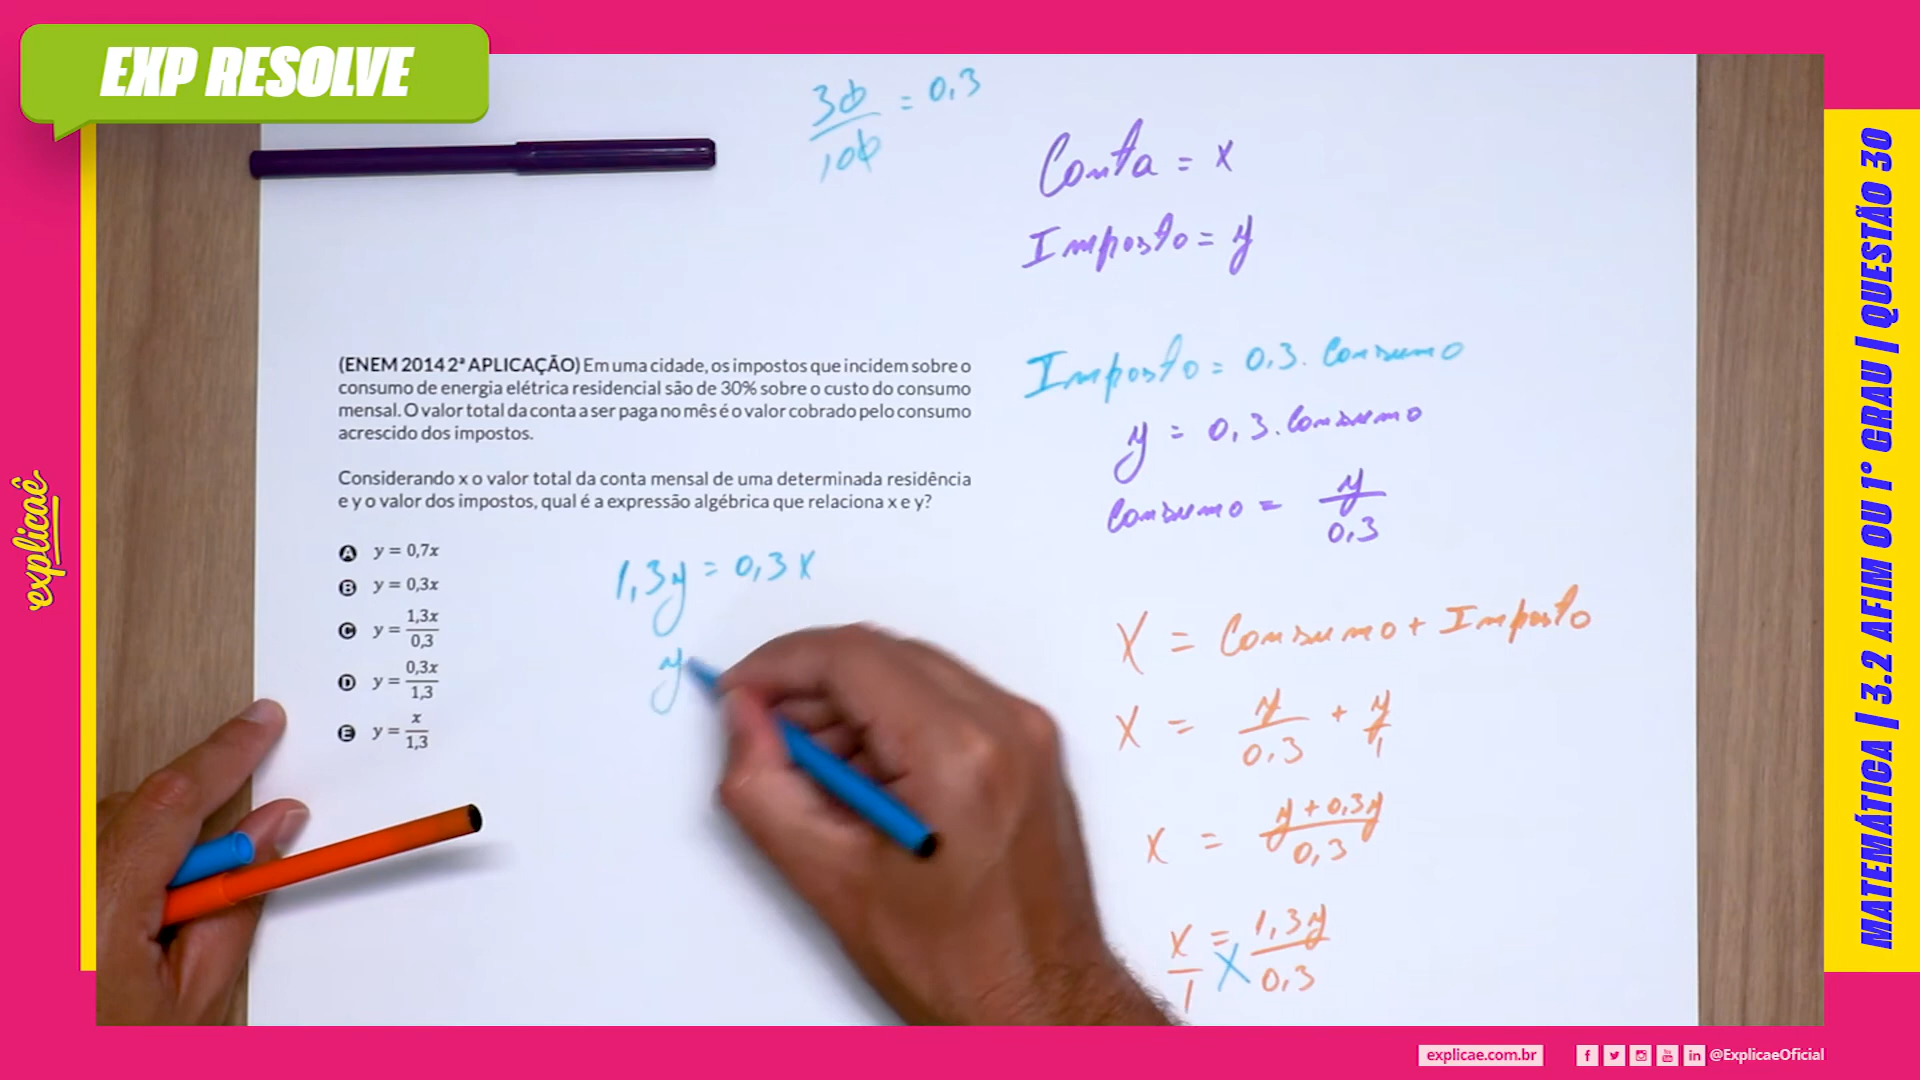 EXP RESOLVE
30/100 = 0,3
Conta = x
Imposto = y
(ENEM 2014 2ª APLICAÇÃO) Em uma cidade, os impostos que incidem sobre o
consumo de energia elétrica residencial são de 30% sobre o custo do consumo
mensal. O valor total da conta a ser paga no mês é o valor cobrado pelo consumo
acrescido dos impostos.
Considerando x o valor total da conta mensal de uma determinada residência
e y o valor dos impostos, qual é a expressão algébrica que relaciona x e y?
A y = 0,7x
B y = 0,3x
C y = 1,3x/0,3
D y = 0,3x/1,3
E y = x/1,3
1,3y = 0,3x
y
Imposto = 0,3 . Consumo
y = 0,3 . Consumo
Consumo = y/0,3
X = Consumo + Imposto
X = y/0,3 + y/1
x = y + 0,3y/0,3
x/1 = 1,3y/0,3
explicaê
MATEMÁTICA | 3.2 AFIM OU 1° GRAU | QUESTÃO 30
explicae.com.br
@ExplicaeOficial